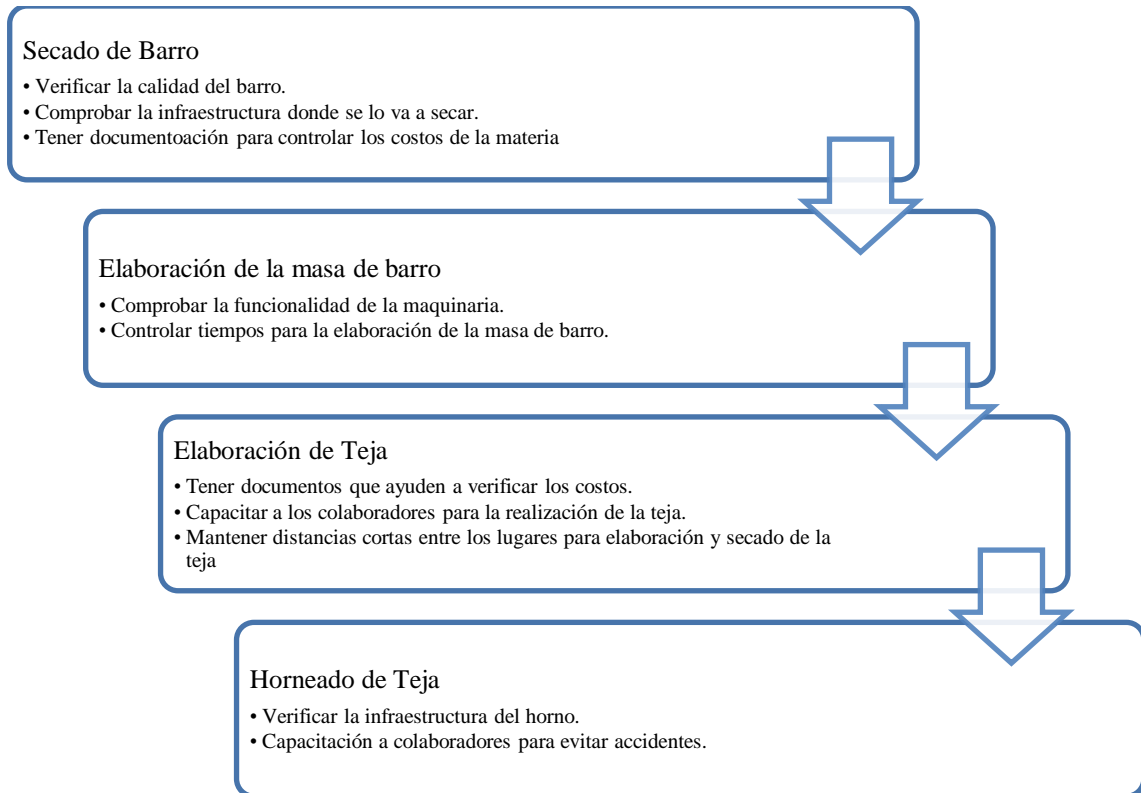 Secado de Barro
• Verificar la calidad del barro.
• Comprobar la infraestructura donde se lo va a secar.
• Tener documentoación para controlar los costos de la materia
Elaboración de la masa de barro
• Comprobar la funcionalidad de la maquinaria.
• Controlar tiempos para la elaboración de la masa de barro.
Elaboración de Teja
• Tener documentos que ayuden a verificar los costos.
• Capacitar a los colaboradores para la realización de la teja.
• Mantener distancias cortas entre los lugares para elaboración y secado de la
teja
Horneado de Teja
• Verificar la infraestructura del horno.
• Capacitación a colaboradores para evitar accidentes.